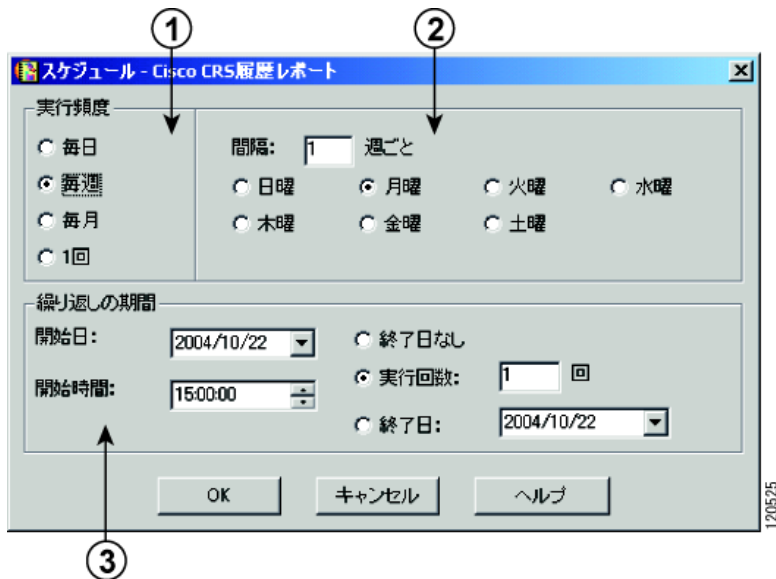 1 2
スケジュール - Cisco CRS履歴レポート
実行頻度
毎日
毎週
毎月
1回
間隔: 1 週ごと
日曜 月曜 火曜 水曜
木曜 金曜 土曜
繰り返しの期間
開始日: 2004/10/22
開始時間: 15:00:00
終了日なし
実行回数: 1 回
終了日: 2004/10/22
OK キャンセル ヘルプ
120525
3